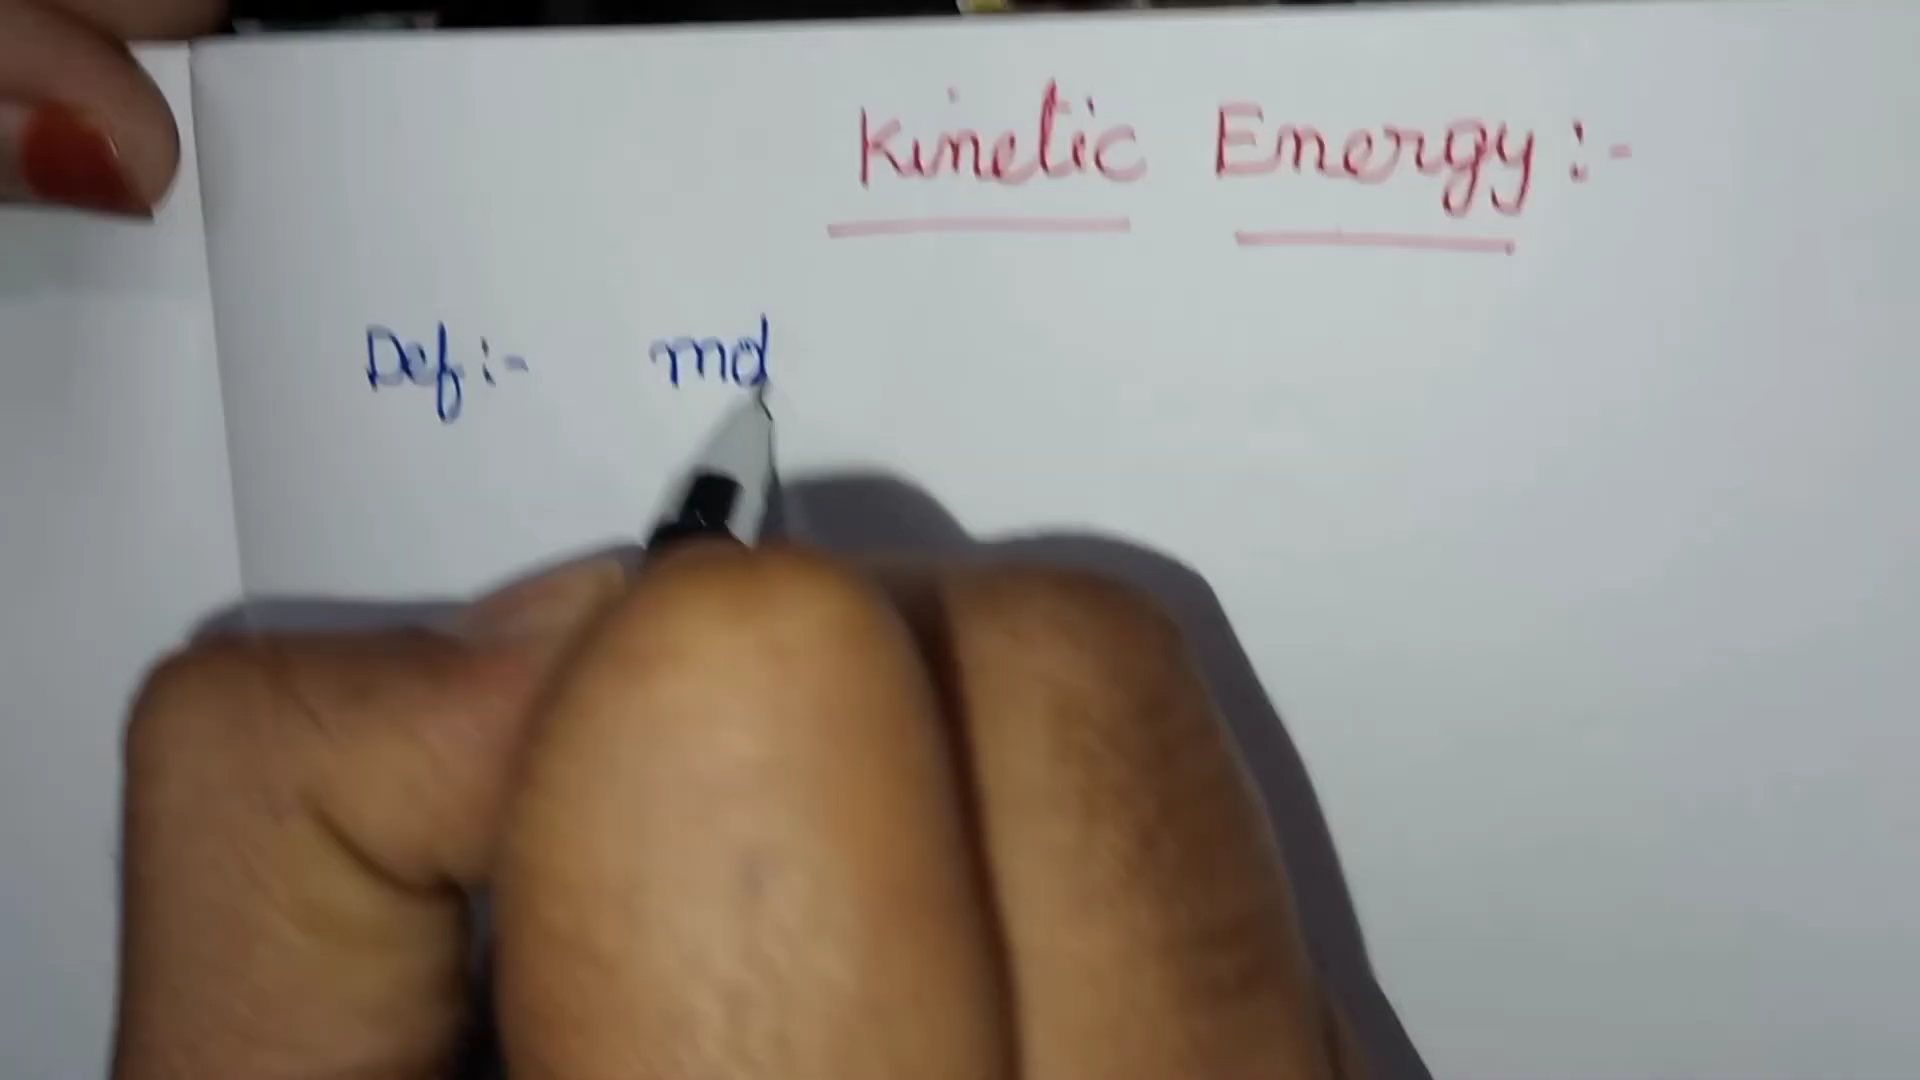 Kinetic Energy :-
Def :- mo